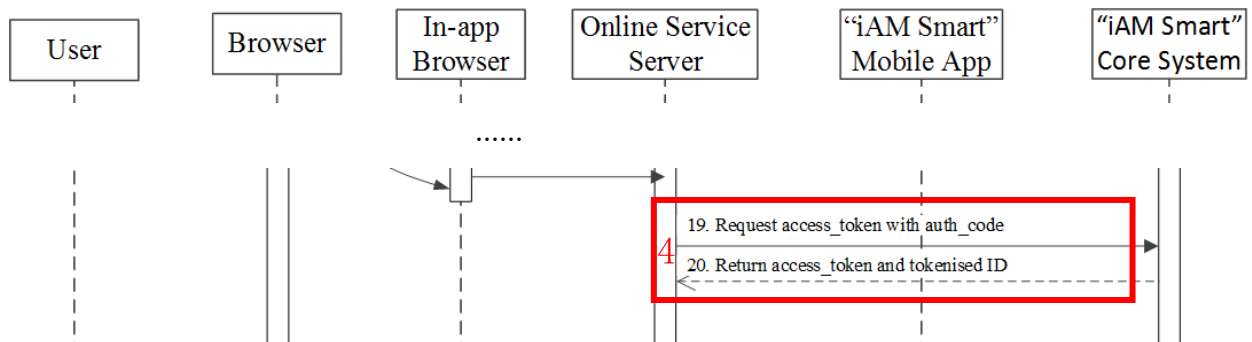 User
Browser
In-app
Browser
Online Service
Server
“iAM Smart”
Mobile App
“iAM Smart”
Core System
......
4
19. Request access_token with auth_code
20. Return access_token and tokenised ID